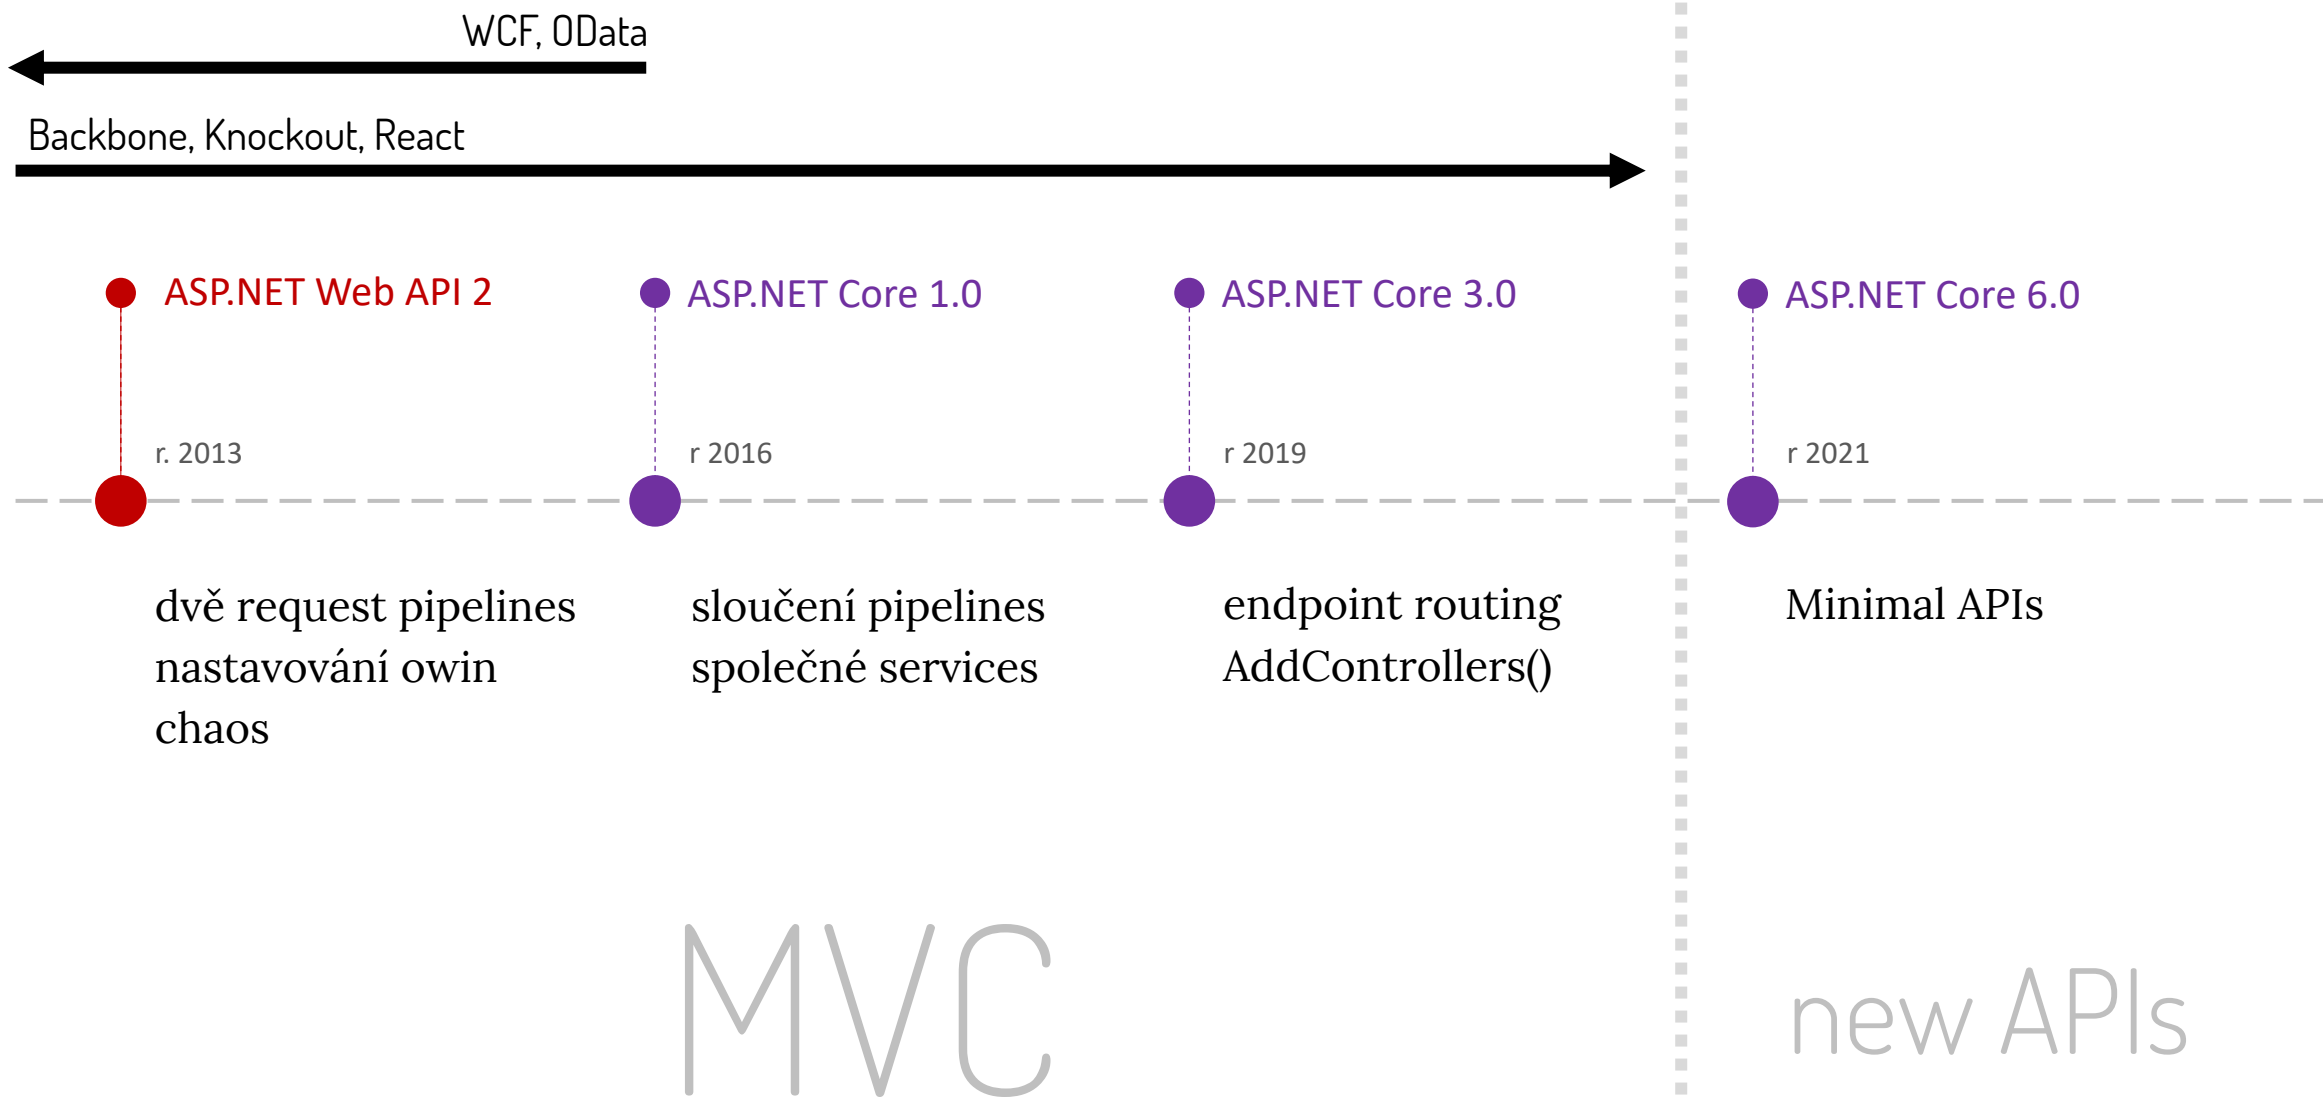 WCF, OData
Backbone, Knockout, React
ASP.NET Web API 2
ASP.NET Core 1.0
ASP.NET Core 3.0
ASP.NET Core 6.0
r. 2013
r 2016
r 2019
r 2021
dvě request pipelines
nastavování owin
chaos
sloučení pipelines
společné services
endpoint routing
AddControllers()
Minimal APIs
MVC
new APIs